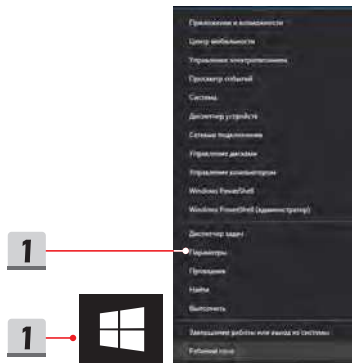 Приложения и возможности
Центр мобильности
Управление электропитанием
Просмотр событий
Система
Диспетчер устройств
Сетевые подключения
Управление дисками
Управление компьютером
Windows PowerShell
Windows PowerShell (администратор)
Диспетчер задач
1
Параметры
Проводник
Найти
Выполнить
1
Завершение работы или выход из системы
Рабочий стол